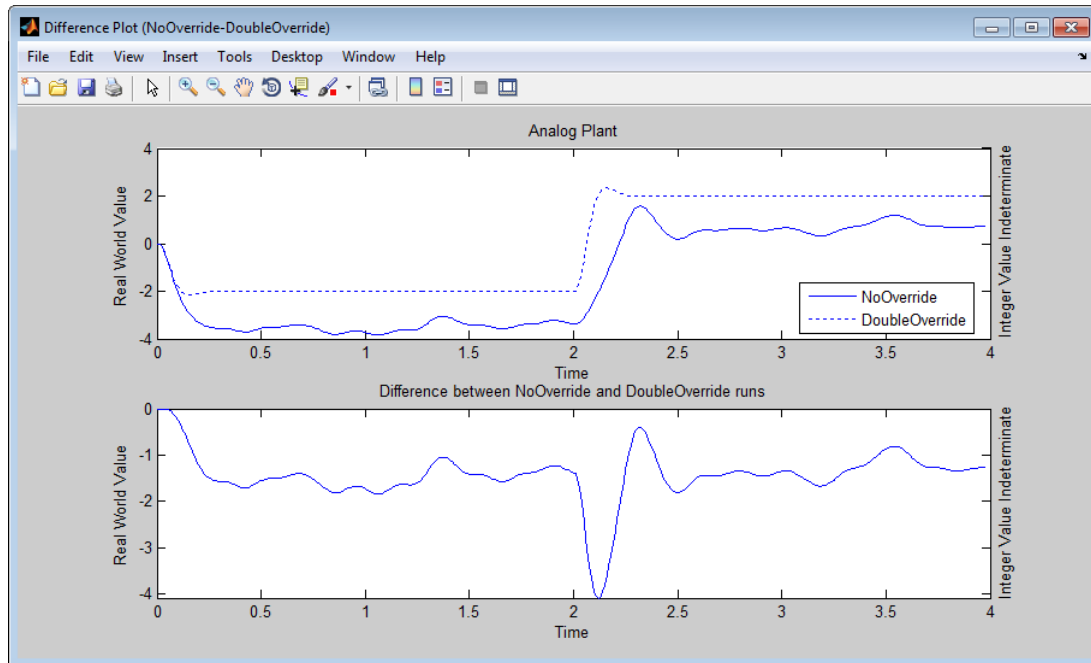 Difference Plot (NoOverride-DoubleOverride)
File Edit View Insert Tools Desktop Window Help
Analog Plant
Real World Value
4
2
0
-2
-4
0 0.5 1 1.5 2 2.5 3 3.5 4
Time
Integer Value Indeterminate
NoOverride
DoubleOverride
Difference between NoOverride and DoubleOverride runs
Real World Value
0
-1
-2
-3
-4
0 0.5 1 1.5 2 2.5 3 3.5 4
Time
Integer Value Indeterminate